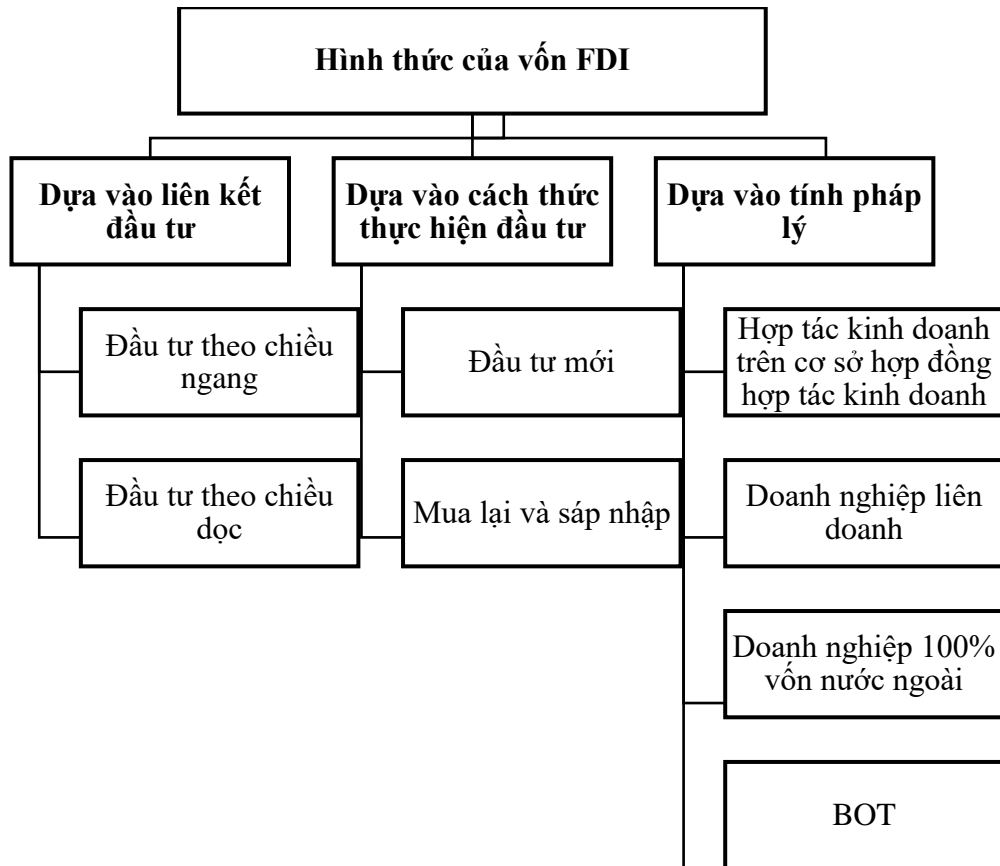 Hình thức của vốn FDI
Dựa vào liên kết
đầu tư
Dựa vào cách thức
thực hiện đầu tư
Dựa vào tính pháp
lý
Đầu tư theo chiều
ngang
Đầu tư mới
Hợp tác kinh doanh
trên cơ sở hợp đồng
hợp tác kinh doanh
Đầu tư theo chiều
dọc
Mua lại và sáp nhập
Doanh nghiệp liên
doanh
Doanh nghiệp 100%
vốn nước ngoài
BOT